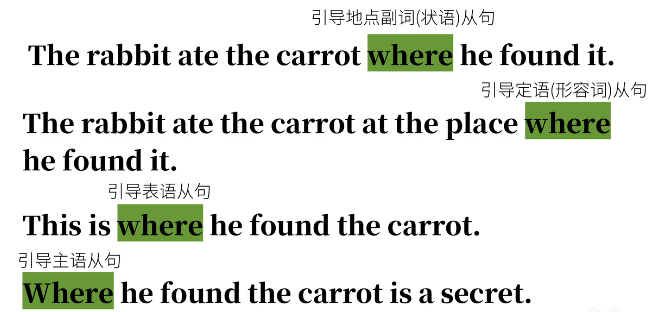 引导地点副词(状语)从句
The rabbit ate the carrot where he found it.
引导定语(形容词)从句
The rabbit ate the carrot at the place where
he found it.
引导表语从句
This is where he found the carrot.
引导主语从句
Where he found the carrot is a secret.